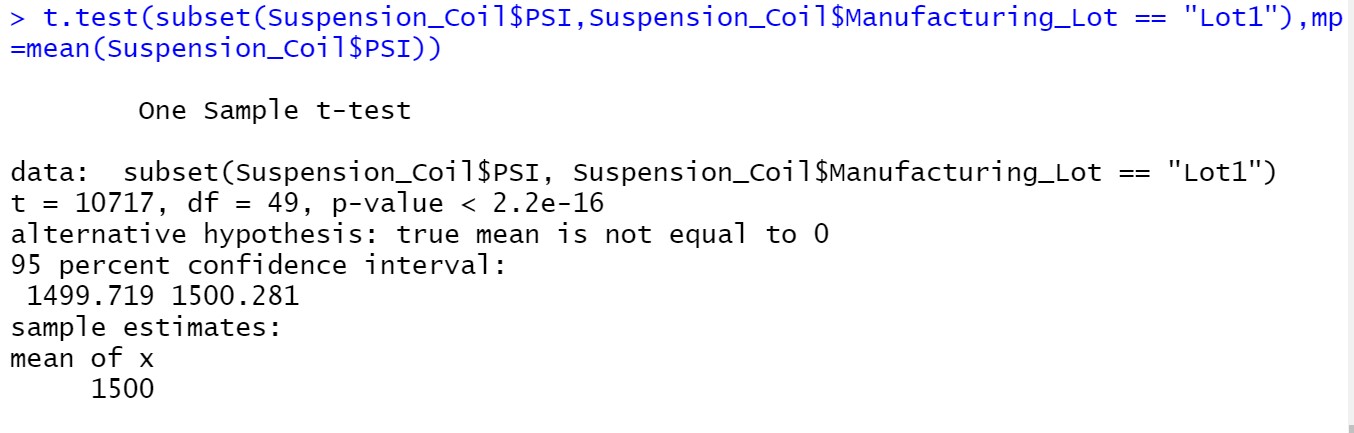 > t.test(subset(Suspension_Coil$PSI,Suspension_Coil$Manufacturing_Lot == "Lot1"),mp
=mean(Suspension_Coil$PSI))
One Sample t-test
data:  subset(Suspension_Coil$PSI, Suspension_Coil$Manufacturing_Lot == "Lot1")
t = 10717, df = 49, p-value < 2.2e-16
alternative hypothesis: true mean is not equal to 0
95 percent confidence interval:
1499.719 1500.281
sample estimates:
mean of x
1500